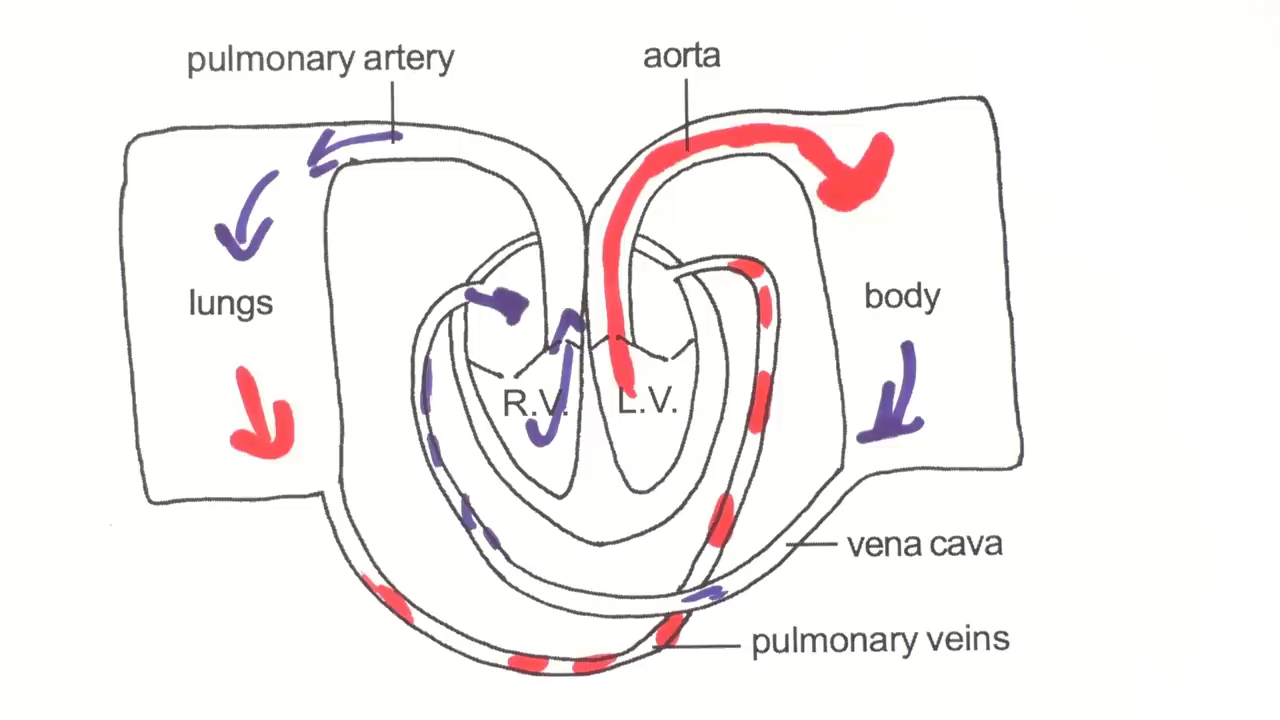 pulmonary artery
aorta
lungs
body
R.V.
L.V.
vena cava
pulmonary veins